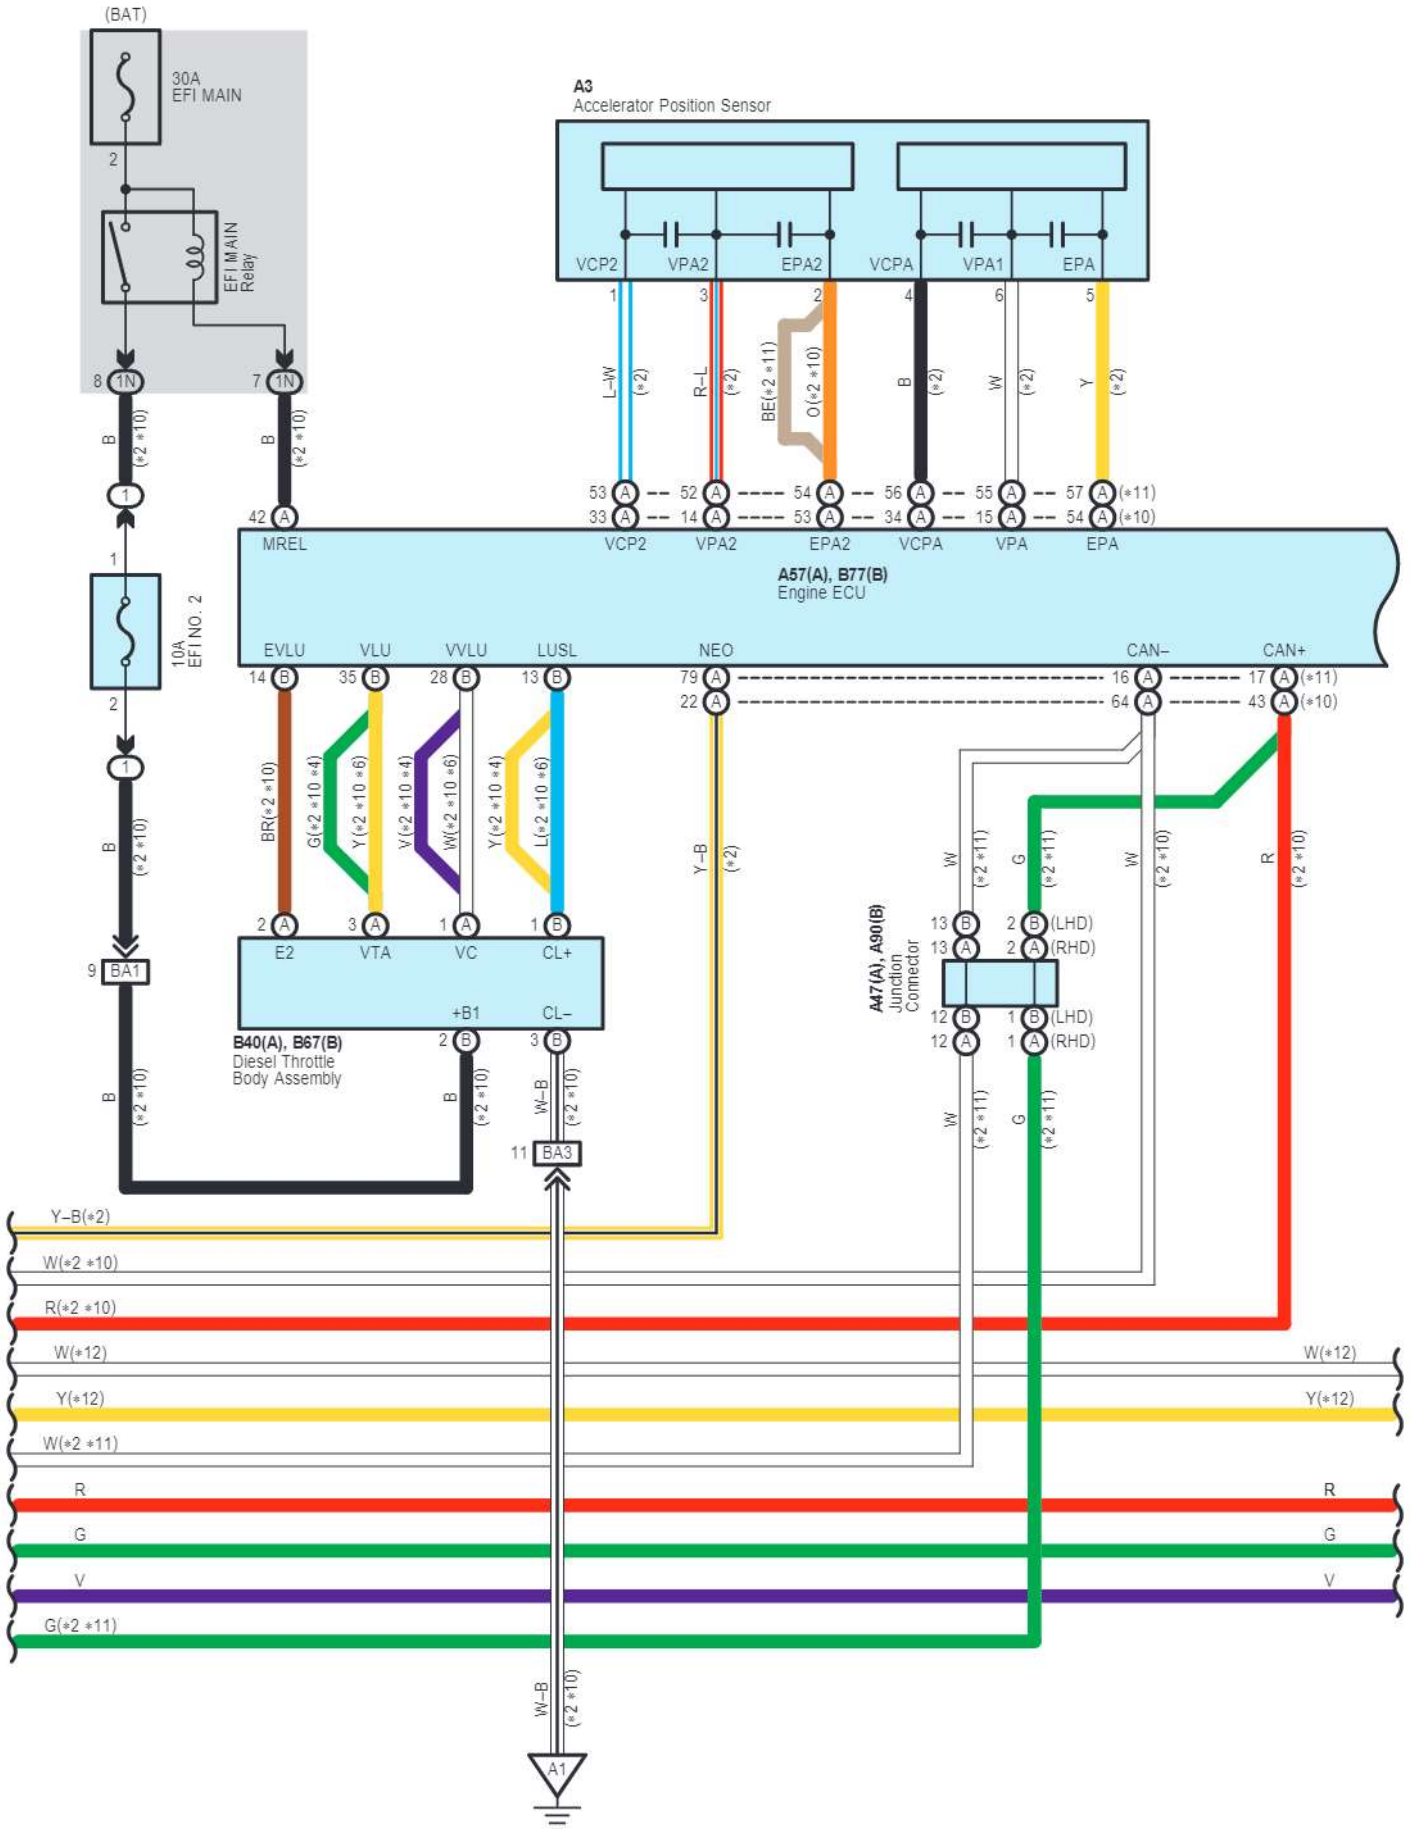 (BAT)
30A
EFI MAIN
2
EFI MAIN
Relay
8 1N
7 1N
B
(*2 *10)
B
(*2 *10)
1
1
10A
EFI NO. 2
2
1
B
(*2 *10)
9 BA1
B
(*2 *10)
A3
Accelerator Position Sensor
VCP2 VPA2 EPA2 VCPA VPA1 EPA
1 3 2 4 6 5
L–W
(*2)
R–L
(*2)
BE(*2 *11)
O(*2 *10)
B
(*2)
W
(*2)
Y
(*2)
53 A 52 A 54 A 56 A 55 A 57 A (*11)
42 A 33 A 14 A 53 A 34 A 15 A 54 A (*10)
MREL VCP2 VPA2 EPA2 VCPA VPA EPA
A57(A), B77(B)
Engine ECU
EVLU VLU VVLU LUSL NEO CAN– CAN+
14 B 35 B 28 B 13 B 79 A 16 A 17 A (*11)
22 A 64 A 43 A (*10)
BR(*2 *10)
G(*2 *10 *4)
Y(*2 *10 *6)
V(*2 *10 *4)
W(*2 *10 *6)
Y(*2 *10 *4)
L(*2 *10 *6)
Y–B
(*2)
W
(*2 *11)
G
(*2 *11)
W
(*2 *10)
R
(*2 *10)
2 A 3 A 1 A 1 B
E2 VTA VC CL+
+B1 CL–
2 B 3 B
B40(A), B67(B)
Diesel Throttle
Body Assembly
B
(*2 *10)
W–B
(*2 *10)
11 BA3
A47(A), A90(B)
Junction
Connector
13 B 2 B (LHD)
13 A 2 A (RHD)
12 B 1 B (LHD)
12 A 1 A (RHD)
W
(*2 *11)
G
(*2 *11)
Y–B(*2)
W(*2 *10)
R(*2 *10)
W(*12) W(*12)
Y(*12) Y(*12)
W(*2 *11)
R R
G G
V V
G(*2 *11)
W–B
(*2 *10)
A1